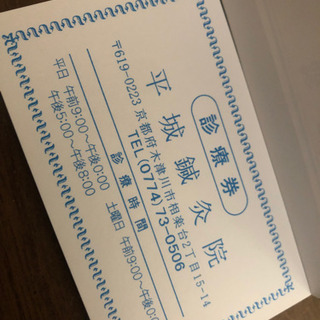 診療券
平城鍼灸院
〒619-0223 京都府木津川市相楽台2丁目15-14
TEL(0774)73-0506
診療時間
平日 午前9:00〜午後0:00
午後5:00〜午後8:00
土曜日 午前9:00〜午後0:0